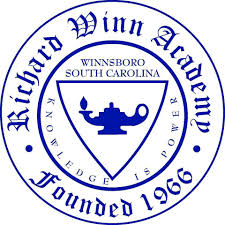 Richard Winn Academy
WINNSBORO
SOUTH CAROLINA
KNOWLEDGE IS POWER
Founded 1966